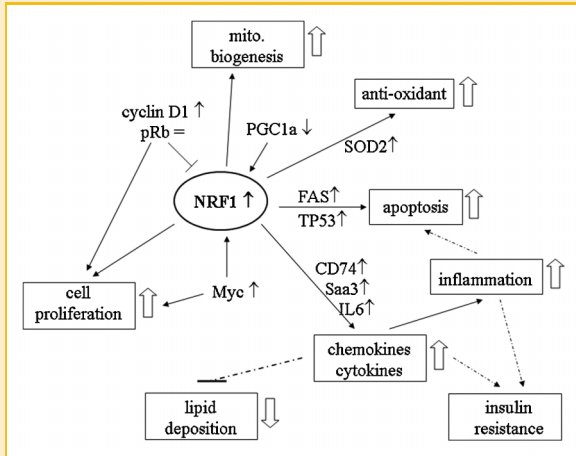 mito.
biogenesis
anti-oxidant
cyclin D1 ↑
pRb =
PGC1a ↓
SOD2↑
NRF1 ↑
FAS↑
TP53↑
apoptosis
CD74↑
Saa3↑
IL6↑
inflammation
cell
proliferation
Myc ↑
chemokines
cytokines
lipid
deposition
insulin
resistance